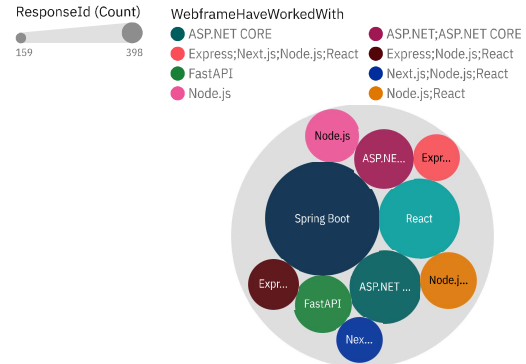 ResponseId (Count)
159
398
WebframeHaveWorkedWith
ASP.NET CORE
ASP.NET;ASP.NET CORE
Express;Next.js;Node.js;React
Express;Node.js;React
FastAPI
Next.js;Node.js;React
Node.js
Node.js;React
Node.js
ASP.NE...
Expr...
Spring Boot
React
Expr...
FastAPI
ASP.NET ...
Node.j...
Nex...